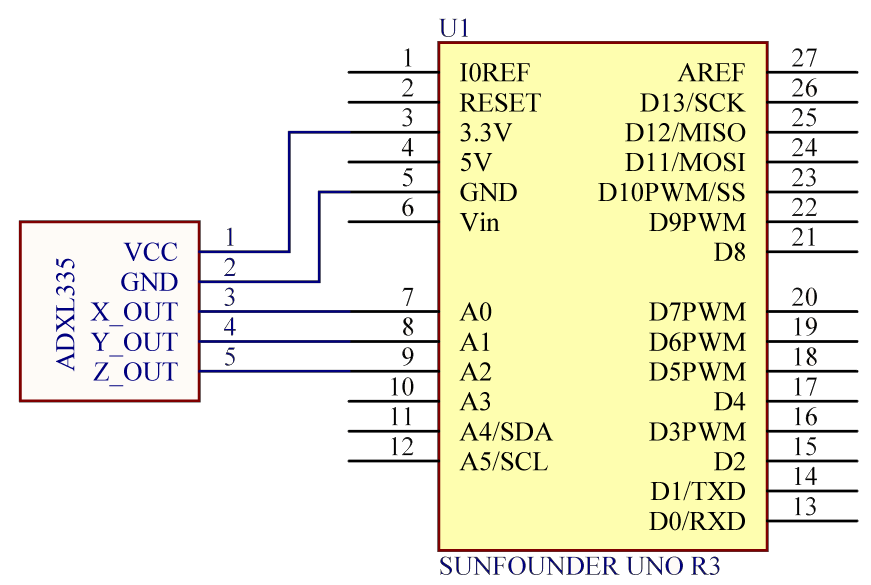 U1
1 I0REF AREF 27
2 RESET D13/SCK 26
3 3.3V D12/MISO 25
4 5V D11/MOSI 24
5 GND D10PWM/SS 23
6 Vin D9PWM 22
D8 21
7 A0 D7PWM 20
8 A1 D6PWM 19
9 A2 D5PWM 18
10 A3 D4 17
11 A4/SDA D3PWM 16
12 A5/SCL D2 15
D1/TXD 14
D0/RXD 13
SUNFOUNDER UNO R3
ADXL335
VCC 1
GND 2
X_OUT 3
Y_OUT 4
Z_OUT 5